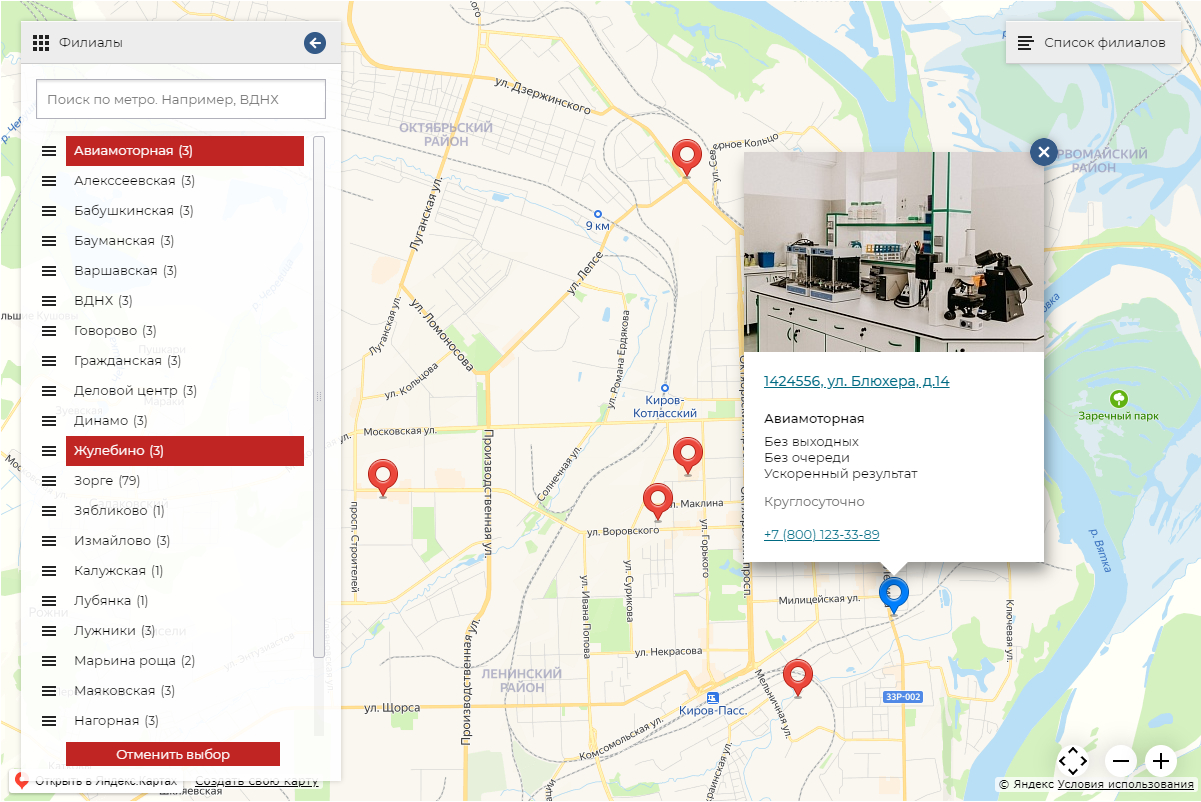 Филиалы
Список филиалов
Поиск по метро. Например, ВДНХ
Авиамоторная (3)
Алекссеевская (3)
Бабушкинская (3)
Бауманская (3)
Варшавская (3)
ВДНХ (3)
Говорово (3)
Гражданская (3)
Деловой центр (3)
Динамо (3)
Жулебино (3)
Зорге (79)
Зябликово (1)
Измайлово (3)
Калужская (1)
Лубянка (1)
Лужники (3)
Марьина роща (2)
Маяковская (3)
Нагорная (3)
Отменить выбор
Открыть в Яндекс.Картах
Создать свою карту
ул. Дзержинского
ОКТЯБРЬСКИЙ
РАЙОН
Луганская ул.
9 км
ул. Лепсе
Луганская ул.
ул. Ломоносова
ул. Кольцова
ул. Романа Ердякова
Киров-
Котласский
Московская ул.
Производственная ул.
Солнечная ул.
просп. Строителей
ул. Воровского
л. Маклина
ул. Горького
ул. Сурикова
ул. Ивана Попова
ул. Некрасова
ЛЕНИНСКИЙ
РАЙОН
Производственная ул.
ул. Щорса
Киров-Пасс.
Комсомольская ул.
Мельничная ул.
Милицейская ул.
33Р-002
Ключевая ул.
р. Вятка
Заречный парк
РВОМАЙСКИЙ
РАЙОН
1424556, ул. Блюхера, д.14
Авиамоторная
Без выходных
Без очереди
Ускоренный результат
Круглосуточно
+7 (800) 123-33-89
© Яндекс Условия использования